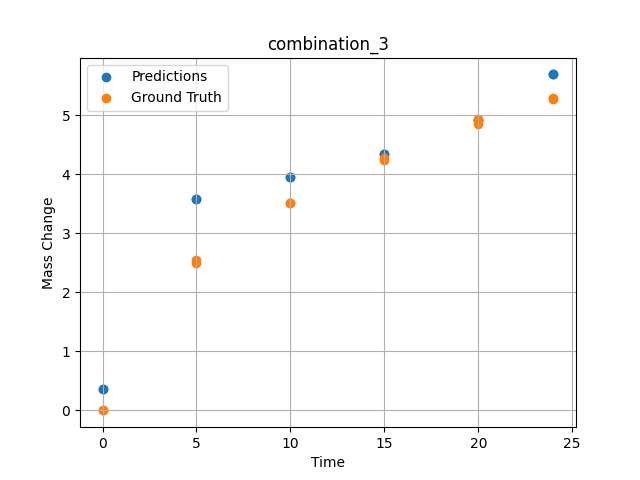 combination_3
Predictions
Ground Truth
Mass Change
5
4
3
2
1
0
0 5 10 15 20 25
Time